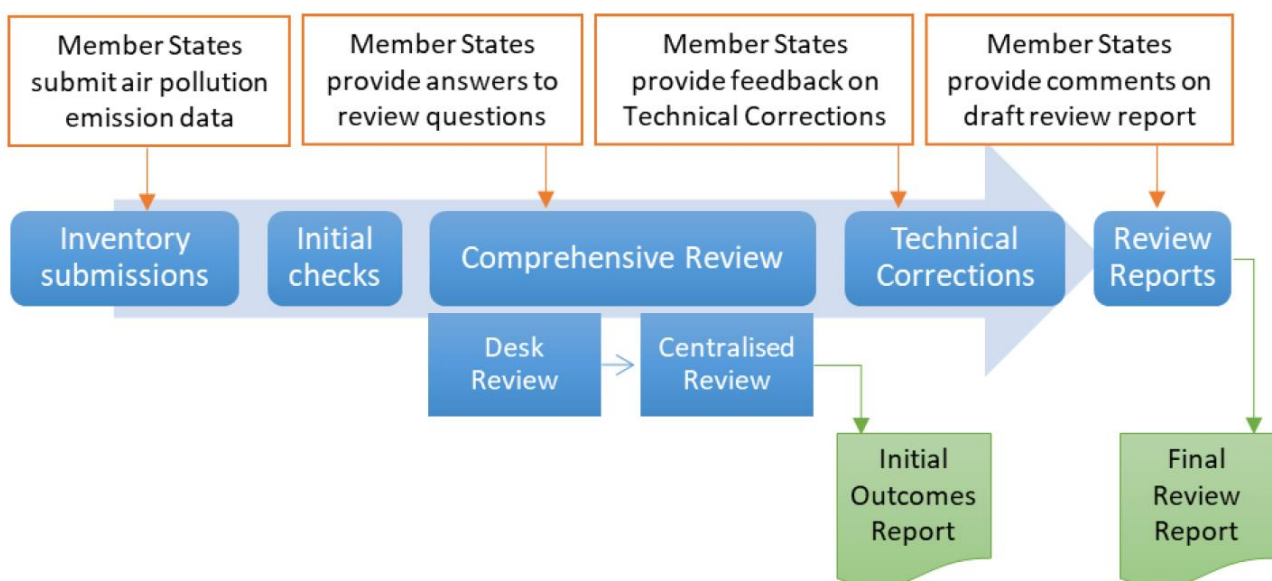 Member States
submit air pollution
emission data
Member States
provide answers to
review questions
Member States
provide feedback on
Technical Corrections
Member States
provide comments on
draft review report
Inventory
submissions
Initial
checks
Comprehensive Review
Technical
Corrections
Review
Reports
Desk
Review
Centralised
Review
Initial
Outcomes
Report
Final
Review
Report